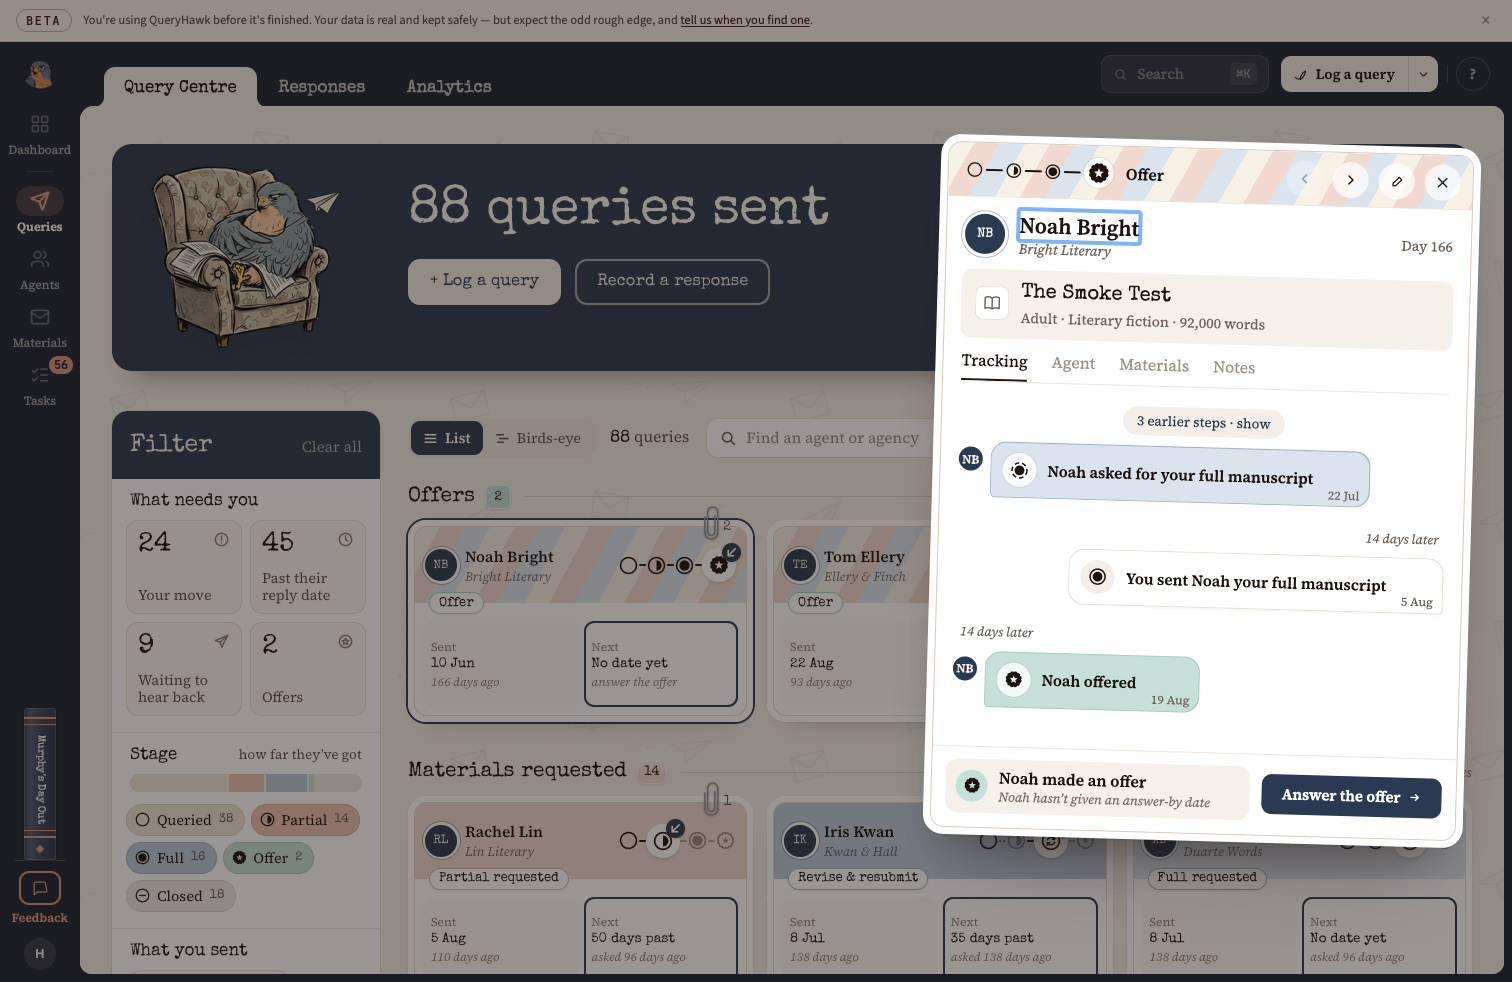 BETA
You're using QueryHawk before it's finished. Your data is real and kept safely — but expect the odd rough edge, and tell us when you find one.
Query Centre
Responses
Analytics
Search
⌘K
Log a query
?
Dashboard
Queries
Agents
Materials
56
Tasks
Murphy's Day Out
Feedback
H
88 queries sent
+ Log a query
Record a response
Filter
Clear all
What needs you
24
Your move
45
Past their
reply date
9
Waiting to
hear back
2
Offers
Stage
how far they've got
Queried 38
Partial 14
Full 16
Offer 2
Closed 18
What you sent
List
Birds-eye
88 queries
Find an agent or agency
Offers 2
2
NB
Noah Bright
Bright Literary
Offer
Sent
10 Jun
166 days ago
Next
No date yet
answer the offer
TE
Tom Ellery
Ellery & Finch
Offer
Sent
22 Aug
93 days ago
Materials requested 14
1
RL
Rachel Lin
Lin Literary
Partial requested
Sent
5 Aug
110 days ago
Next
50 days past
asked 96 days ago
IK
Iris Kwan
Kwan & Hall
Revise & resubmit
Sent
8 Jul
138 days ago
Next
35 days past
asked 138 days ago
Duarte Words
Full requested
Sent
8 Jul
138 days ago
Next
No date yet
asked 96 days ago
Offer
NB
Noah Bright
Bright Literary
Day 166
The Smoke Test
Adult · Literary fiction · 92,000 words
Tracking
Agent
Materials
Notes
3 earlier steps · show
NB
Noah asked for your full manuscript
22 Jul
14 days later
You sent Noah your full manuscript
5 Aug
14 days later
NB
Noah offered
19 Aug
Noah made an offer
Noah hasn't given an answer-by date
Answer the offer →